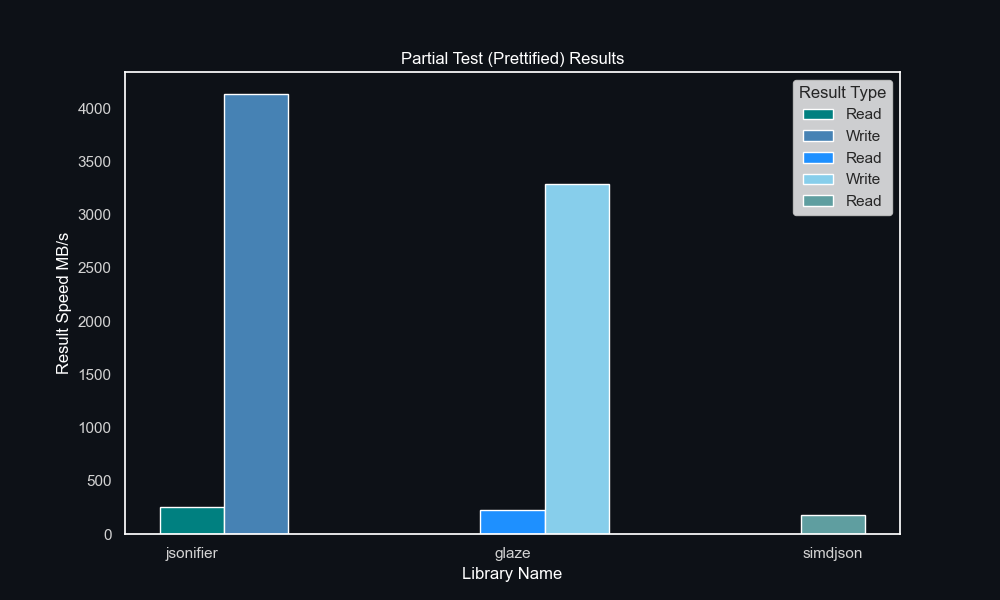 Partial Test (Prettified) Results
Result Type
Read
Write
Read
Write
Read
Result Speed MB/s
4000
3500
3000
2500
2000
1500
1000
500
0
jsonifier
glaze
simdjson
Library Name